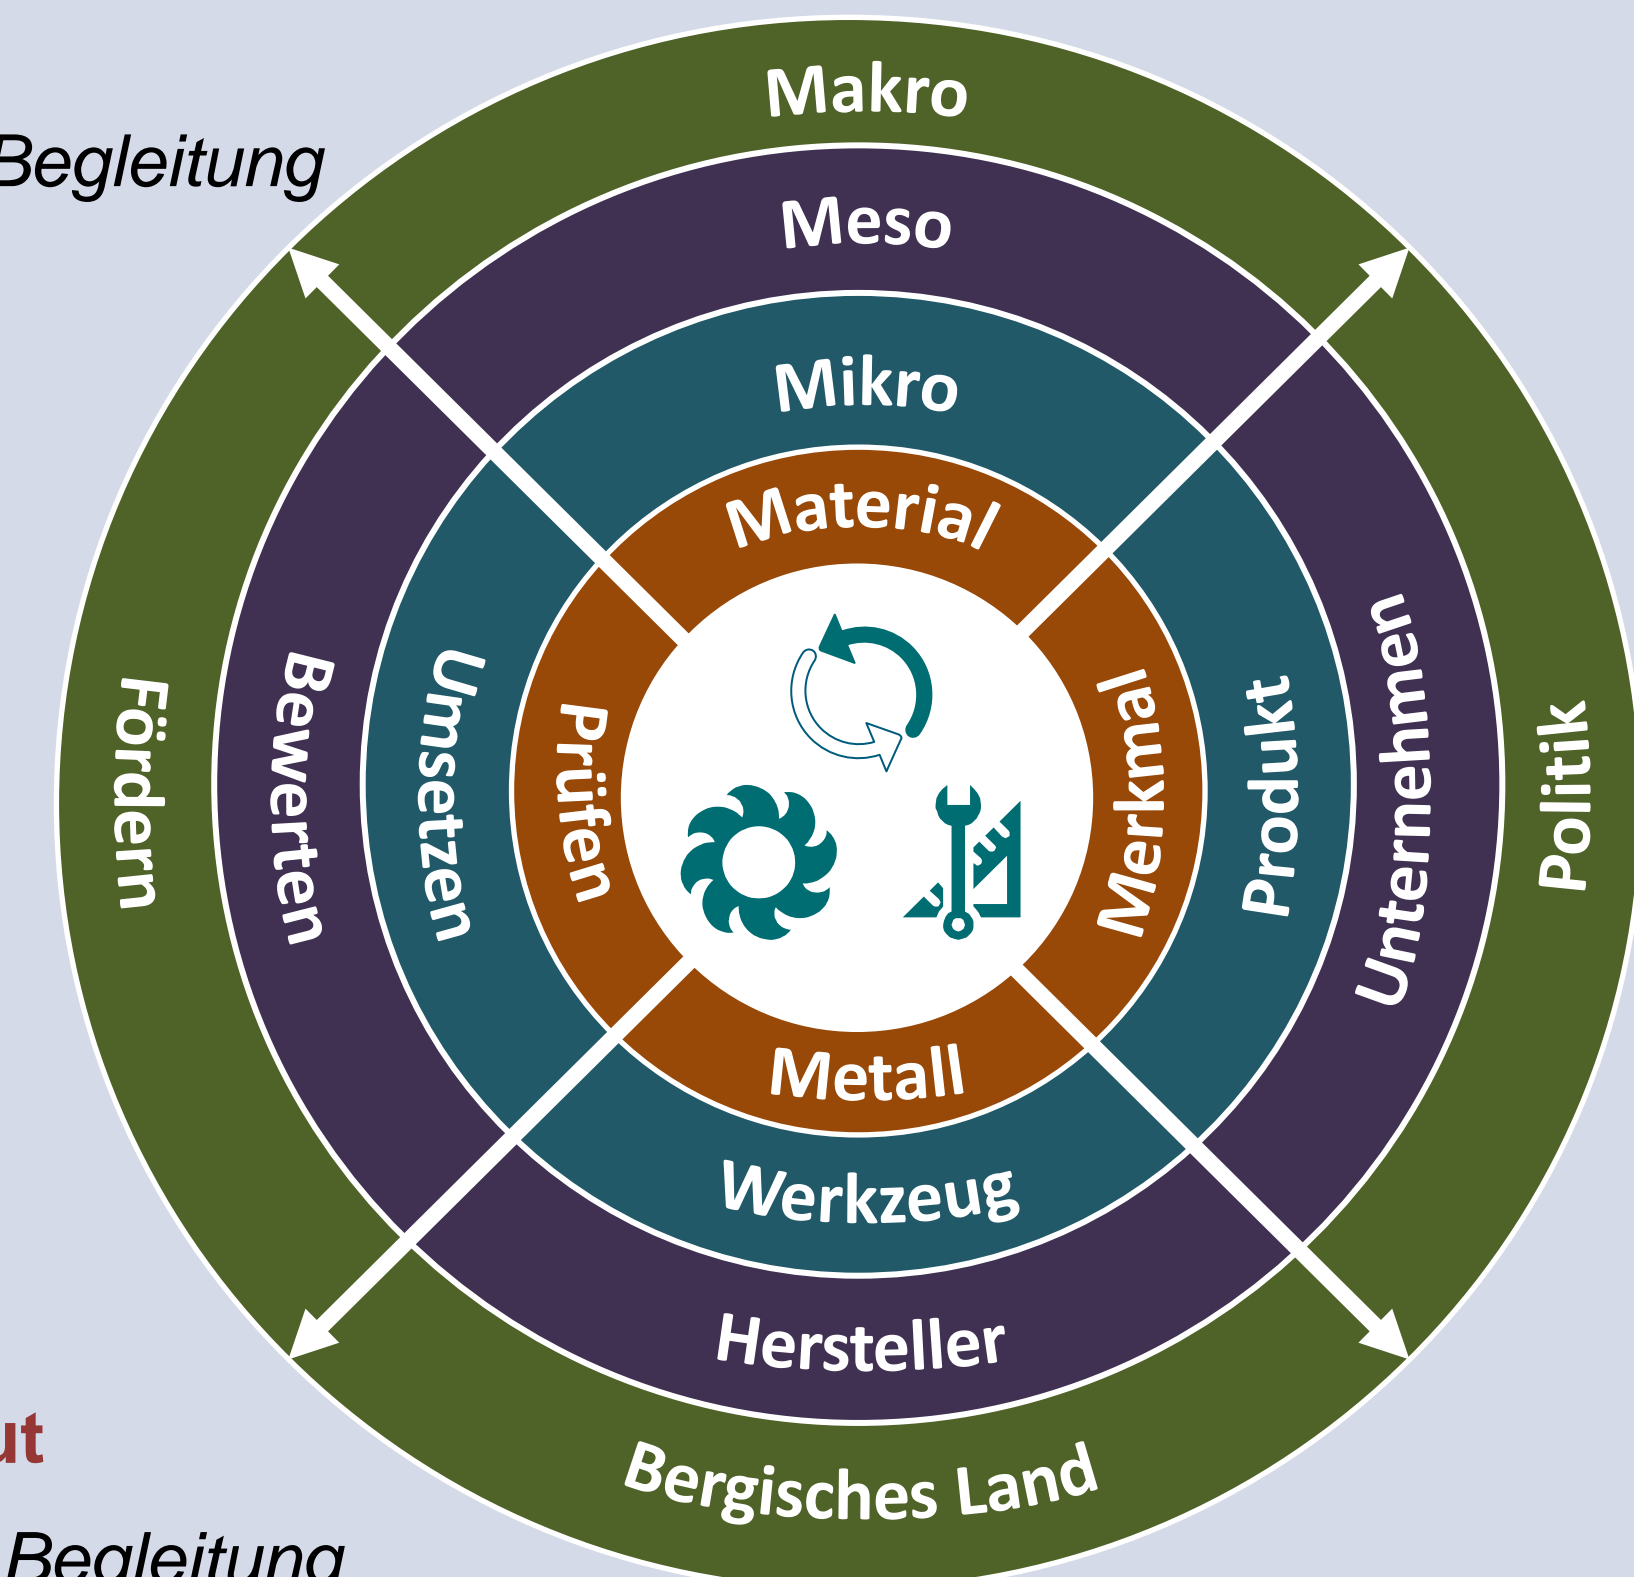 Begleitung
Makro
Meso
Mikro
Material
Fördern
Bewerten
Umsetzen
Prüfen
Merkmal
Produkt
Unternehmen
Politik
Metall
Werkzeug
Hersteller
Bergisches Land
ut
Begleitung